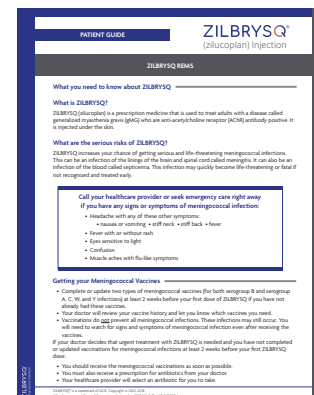 PATIENT GUIDE
ZILBRYSQ®
(zilucoplan) Injection
ZILBRYSQ REMS
What you need to know about ZILBRYSQ
What is ZILBRYSQ?
ZILBRYSQ (zilucoplan) is a prescription medicine that is used to treat adults with a disease called
generalized myasthenia gravis (gMG) who are anti-acetylcholine receptor (AChR) antibody positive. It
is injected under the skin.
What are the serious risks of ZILBRYSQ?
ZILBRYSQ increases your chance of getting serious and life-threatening meningococcal infections.
This can be an infection of the linings of the brain and spinal cord called meningitis. It can also be an
infection of the blood called septicemia. This infection may quickly become life-threatening or fatal if
not recognized and treated early.
Call your healthcare provider or seek emergency care right away
if you have any signs or symptoms of meningococcal infection:
• Headache with any of these other symptoms:
• nausea or vomiting • stiff neck • stiff back • fever
• Fever with or without rash
• Eyes sensitive to light
• Confusion
• Muscle aches with flu-like symptoms
Getting your Meningococcal Vaccines
• Complete or update two types of meningococcal vaccines (for both serogroup B and serogroup
A, C, W, and Y infections) at least 2 weeks before your first dose of ZILBRYSQ if you have not
already had these vaccines.
• Your doctor will review your vaccine history and let you know which vaccines you need.
• Vaccinations do not prevent all meningococcal infections. These infections may still occur. You
will need to watch for signs and symptoms of meningococcal infection even after receiving the
vaccines.
If your doctor decides that urgent treatment with ZILBRYSQ is needed and you have not completed
or updated vaccinations for meningococcal infections at least 2 weeks before your first ZILBRYSQ
dose:
• You should receive the meningococcal vaccinations as soon as possible.
• You must also receive a prescription for antibiotics from your doctor.
• Your healthcare provider will select an antibiotic for you to take.
ZILBRYSQ